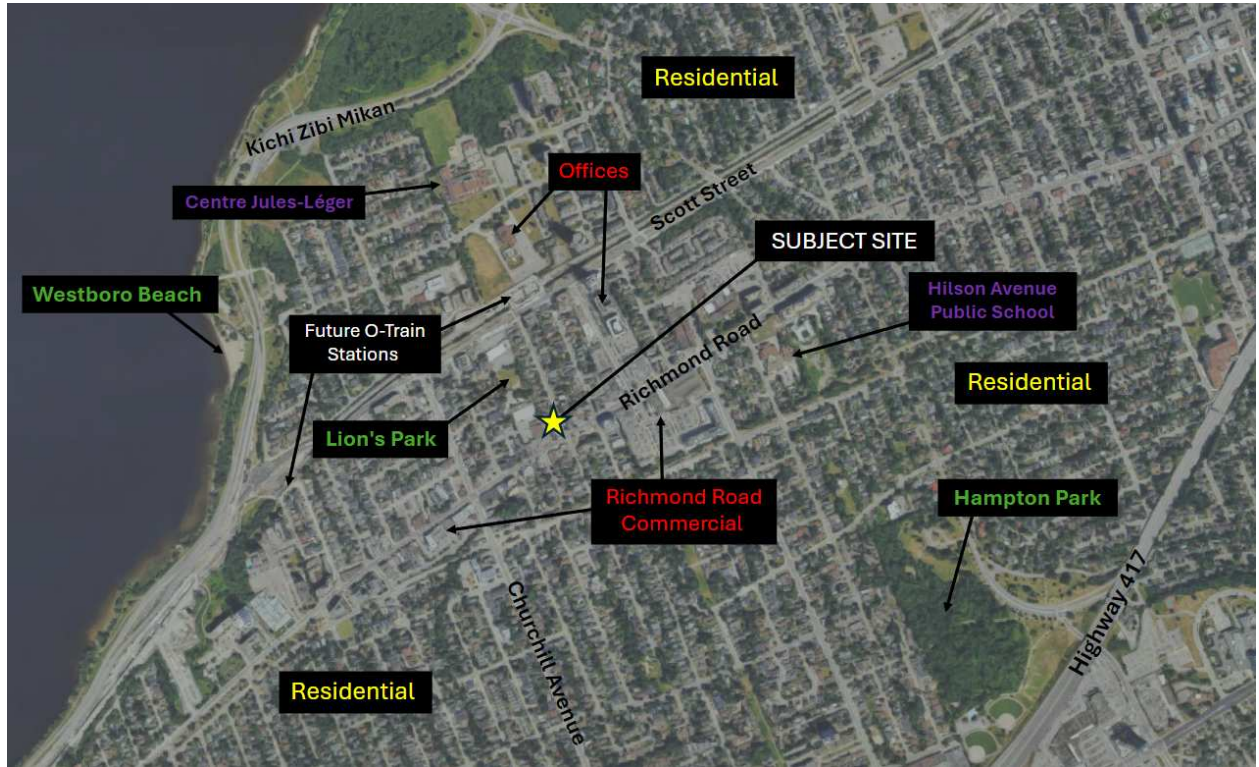 Residential
Kichi Zibi Mikan
Offices
Centre Jules-Léger
Scott Street
SUBJECT SITE
Westboro Beach
Hilson Avenue
Public School
Future O-Train
Stations
Richmond Road
Residential
Lion's Park
Richmond Road
Commercial
Hampton Park
Highway 417
Churchill Avenue
Residential